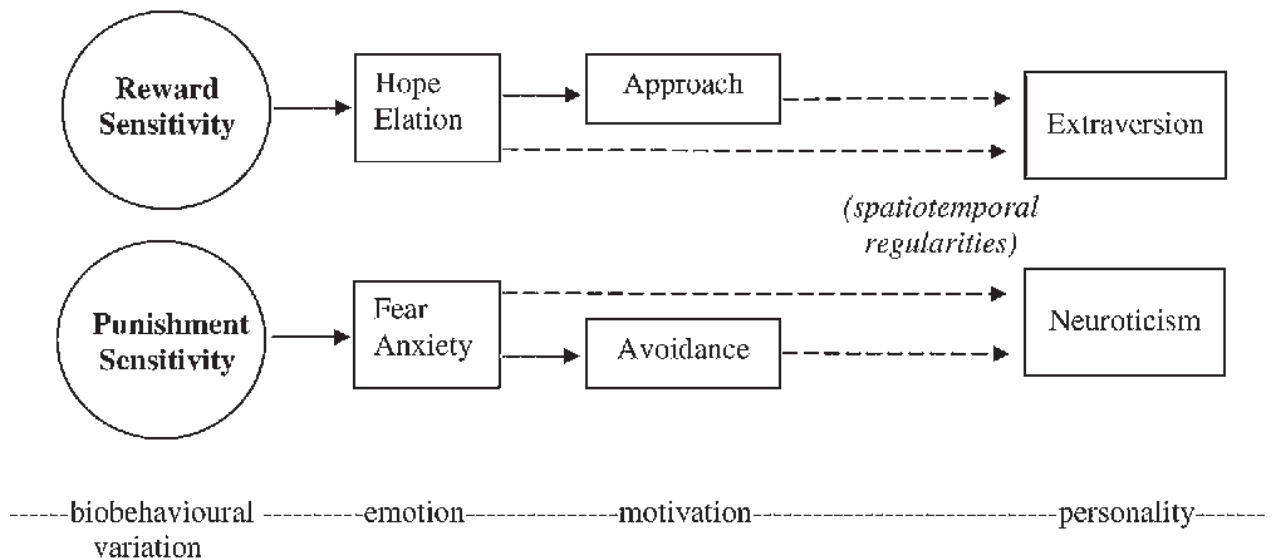 Reward
Sensitivity
Hope
Elation
Approach
Extraversion
(spatiotemporal
regularities)
Punishment
Sensitivity
Fear
Anxiety
Avoidance
Neuroticism
biobehavioural
variation
emotion
motivation
personality